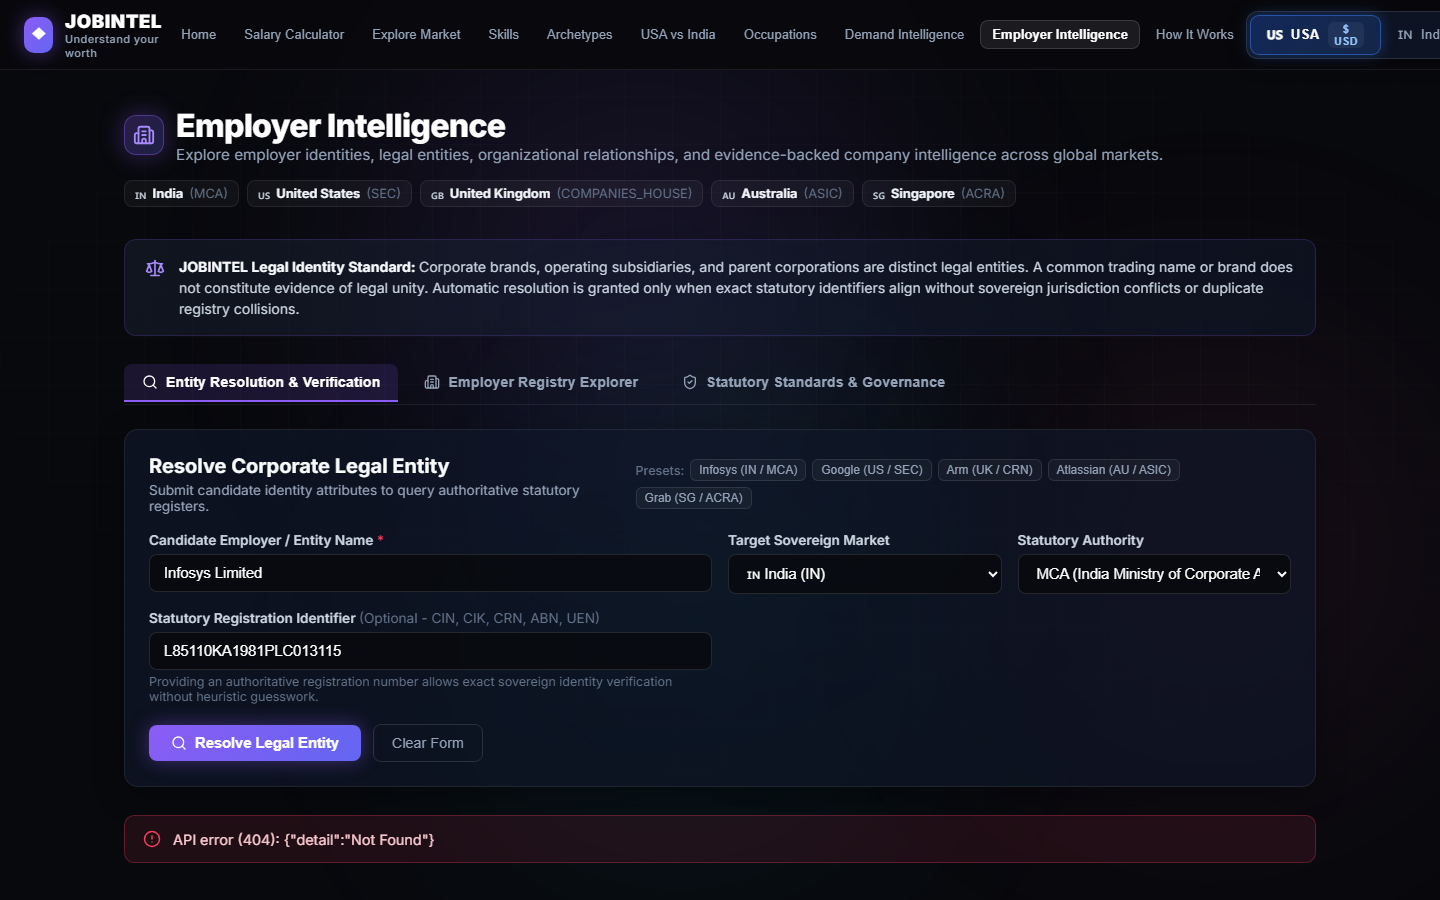 JOBINTEL
Understand your
worth
Home
Salary Calculator
Explore Market
Skills
Archetypes
USA vs India
Occupations
Demand Intelligence
Employer Intelligence
How It Works
US USA
$
USD
IN Ind
Employer Intelligence
Explore employer identities, legal entities, organizational relationships, and evidence-backed company intelligence across global markets.
IN India (MCA)
US United States (SEC)
GB United Kingdom (COMPANIES_HOUSE)
AU Australia (ASIC)
SG Singapore (ACRA)
JOBINTEL Legal Identity Standard: Corporate brands, operating subsidiaries, and parent corporations are distinct legal entities. A common trading name or brand does
not constitute evidence of legal unity. Automatic resolution is granted only when exact statutory identifiers align without sovereign jurisdiction conflicts or duplicate
registry collisions.
Entity Resolution & Verification
Employer Registry Explorer
Statutory Standards & Governance
Resolve Corporate Legal Entity
Submit candidate identity attributes to query authoritative statutory
registers.
Presets:
Infosys (IN / MCA)
Google (US / SEC)
Arm (UK / CRN)
Atlassian (AU / ASIC)
Grab (SG / ACRA)
Candidate Employer / Entity Name *
Target Sovereign Market
Statutory Authority
Infosys Limited
IN India (IN)
MCA (India Ministry of Corporate A
Statutory Registration Identifier (Optional - CIN, CIK, CRN, ABN, UEN)
L85110KA1981PLC013115
Providing an authoritative registration number allows exact sovereign identity verification
without heuristic guesswork.
Resolve Legal Entity
Clear Form
API error (404): {"detail":"Not Found"}